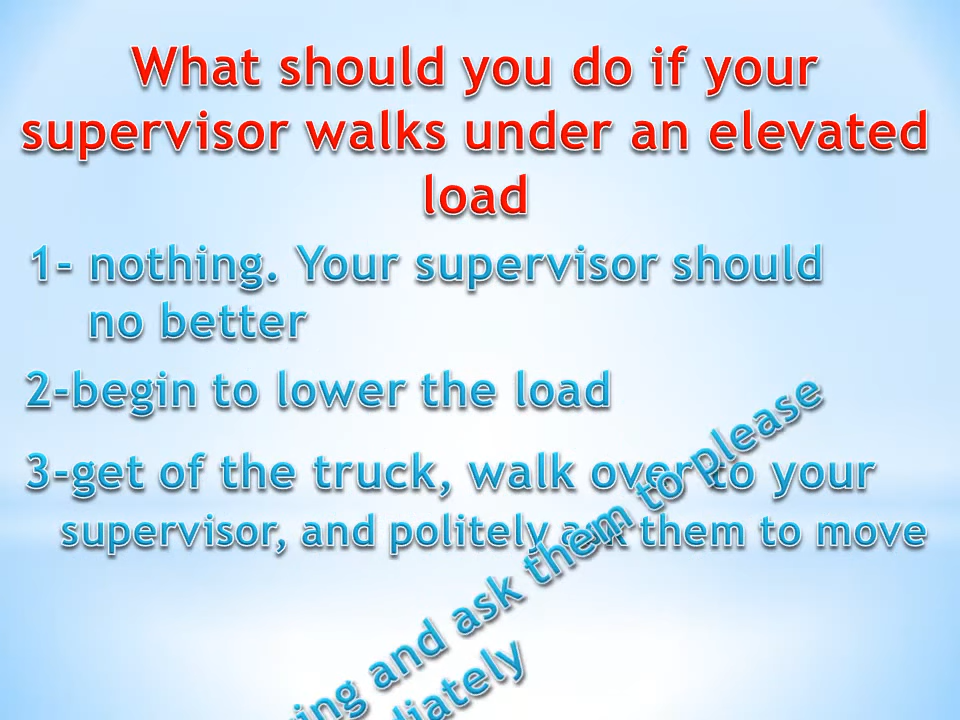 What should you do if your
supervisor walks under an elevated
load
1- nothing. Your supervisor should
no better
2-begin to lower the load
3-get of the truck, walk over to your
supervisor, and politely ask them to move
and ask them to please